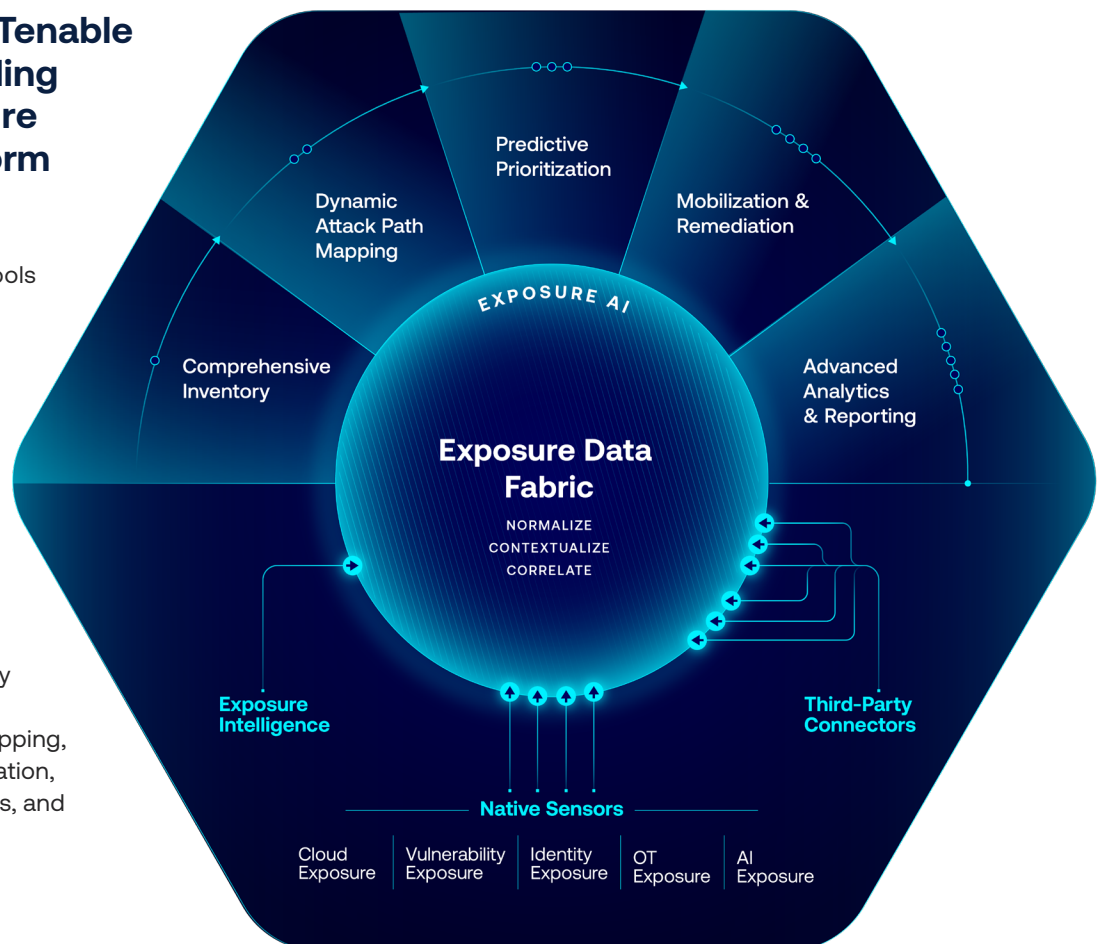 Tenable
re
orm
Predictive
Prioritization
Dynamic
Attack Path
Mapping
Mobilization &
Remediation
ools
EXPOSURE AI
Comprehensive
Inventory
Advanced
Analytics
& Reporting
Exposure Data
Fabric
NORMALIZE
CONTEXTUALIZE
CORRELATE
y
Exposure
Intelligence
Third-Party
Connectors
pping,
ation,
s, and
Native Sensors
Cloud
Exposure
Vulnerability
Exposure
Identity
Exposure
OT
Exposure
AI
Exposure